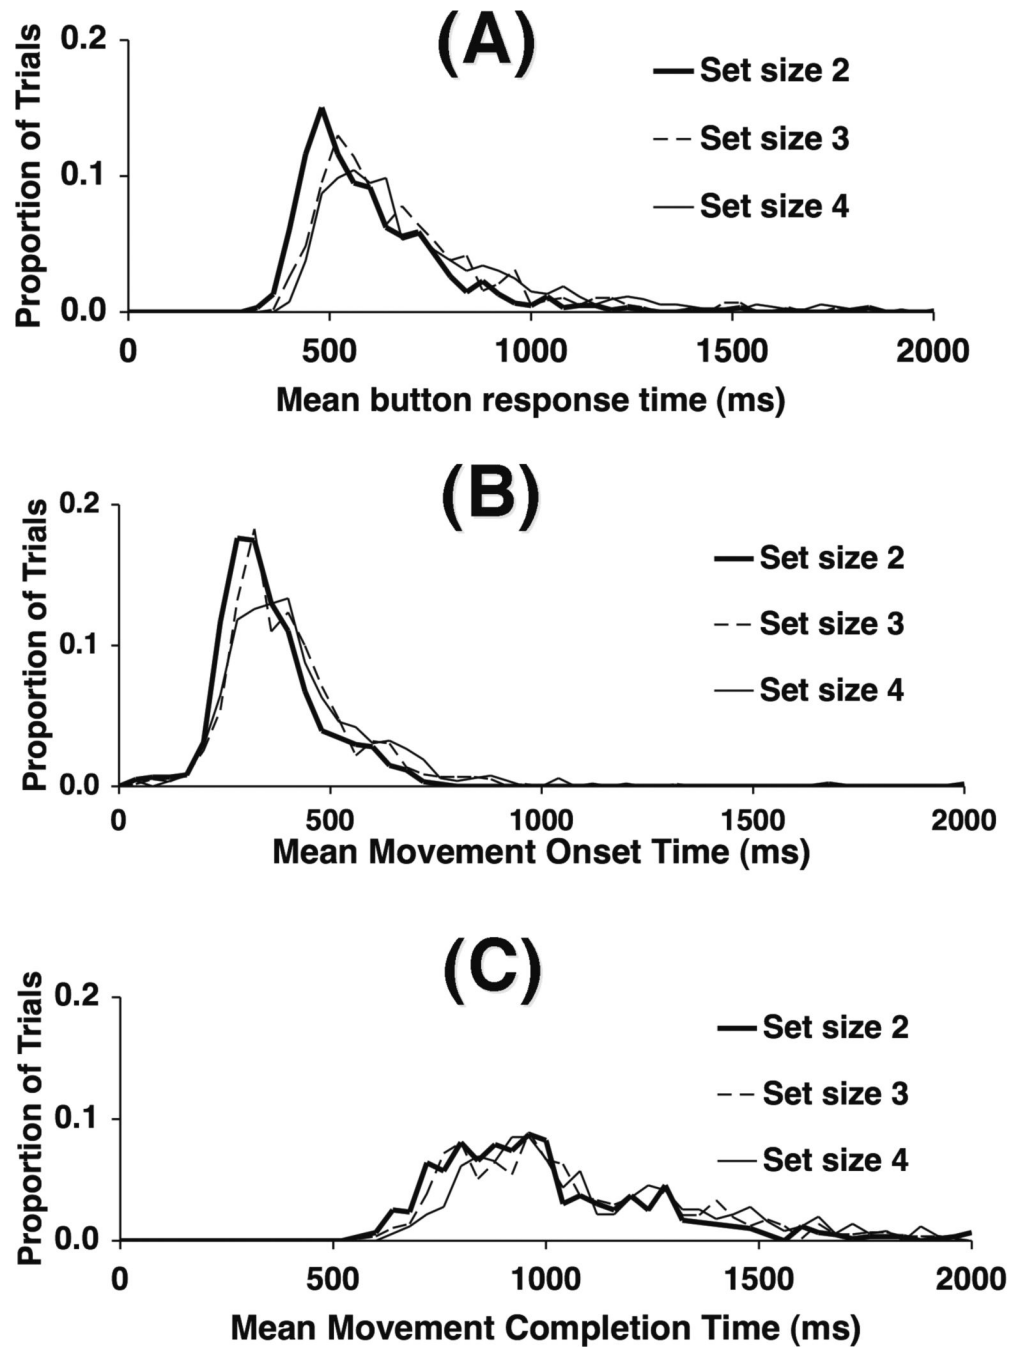 (A)
Proportion of Trials
0.2
0.1
0.0
Set size 2
Set size 3
Set size 4
0 500 1000 1500 2000
Mean button response time (ms)
(B)
Proportion of Trials
0.2
0.1
0.0
Set size 2
Set size 3
Set size 4
0 500 1000 1500 2000
Mean Movement Onset Time (ms)
(C)
Proportion of Trials
0.2
0.1
0.0
Set size 2
Set size 3
Set size 4
0 500 1000 1500 2000
Mean Movement Completion Time (ms)